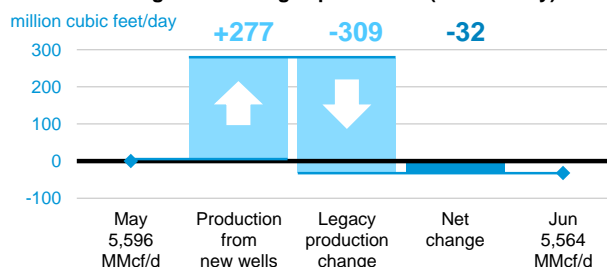 million cubic feet/day
+277 -309 -32
300
200
100
0
-100
May
5,596
MMcf/d
Production
from
new wells
Legacy
production
change
Net
change
Jun
5,564
MMcf/d